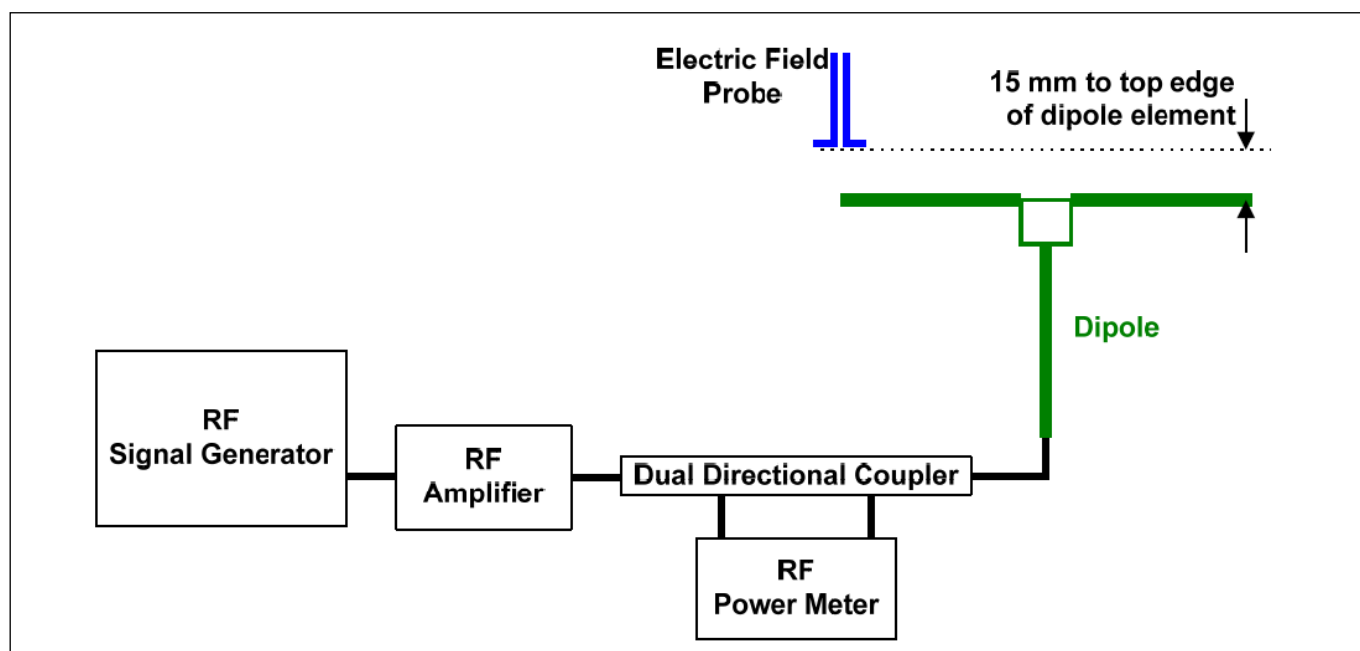 Electric Field
Probe
15 mm to top edge
of dipole element
Dipole
RF
Signal Generator
RF
Amplifier
Dual Directional Coupler
RF
Power Meter